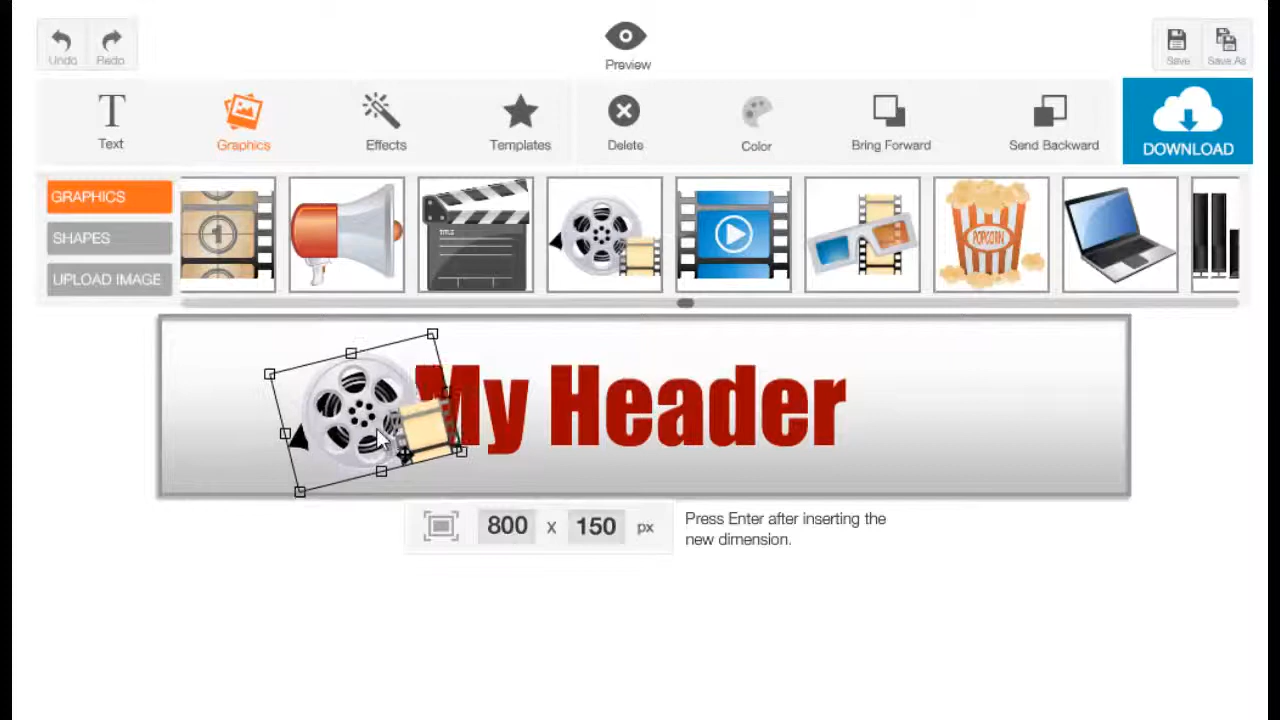 Undo Redo
Preview
Save Save As
Text Graphics Effects Templates Delete Color Bring Forward Send Backward
DOWNLOAD
GRAPHICS
SHAPES
UPLOAD IMAGE
1
TITLE
POPCORN
My Header
800 x 150 px
Press Enter after inserting the
new dimension.